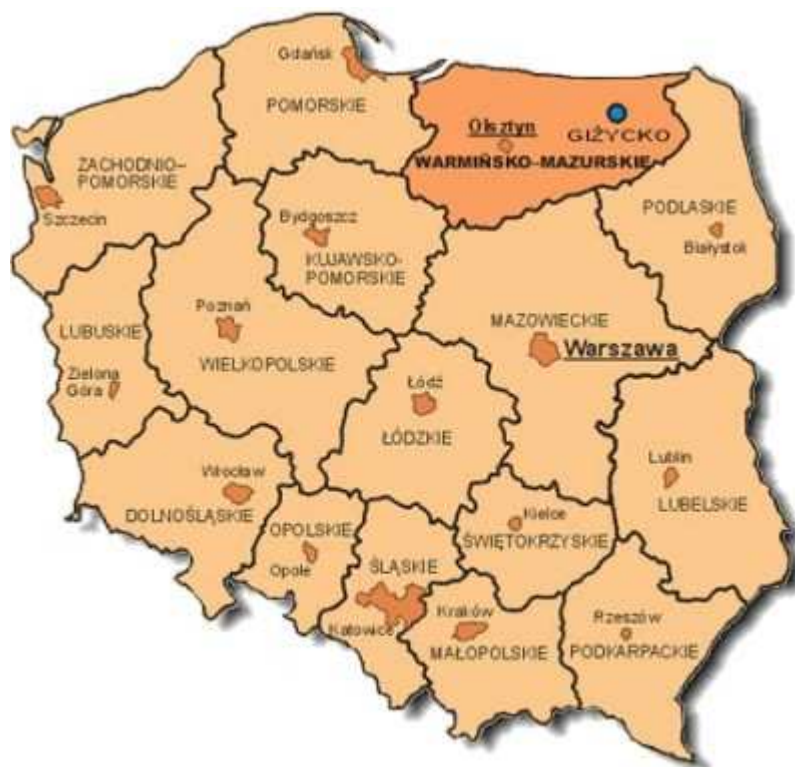 Gdańsk
POMORSKIE
Olsztyn
GIŻYCKO
WARMIŃSKO-MAZURSKIE
ZACHODNIO-
POMORSKIE
Szczecin
PODLASKIE
Białystok
Bydgoszcz
KUJAWSKO-
POMORSKIE
Poznań
WIELKOPOLSKIE
LUBUSKIE
Zielona
Góra
MAZOWIECKIE
Warszawa
Łódź
ŁÓDZKIE
Wrocław
DOLNOŚLĄSKIE
Lublin
LUBELSKIE
OPOLSKIE
Opole
Kielce
ŚWIĘTOKRZYSKIE
ŚLĄSKIE
Katowice
Kraków
MAŁOPOLSKIE
Rzeszów
PODKARPACKIE